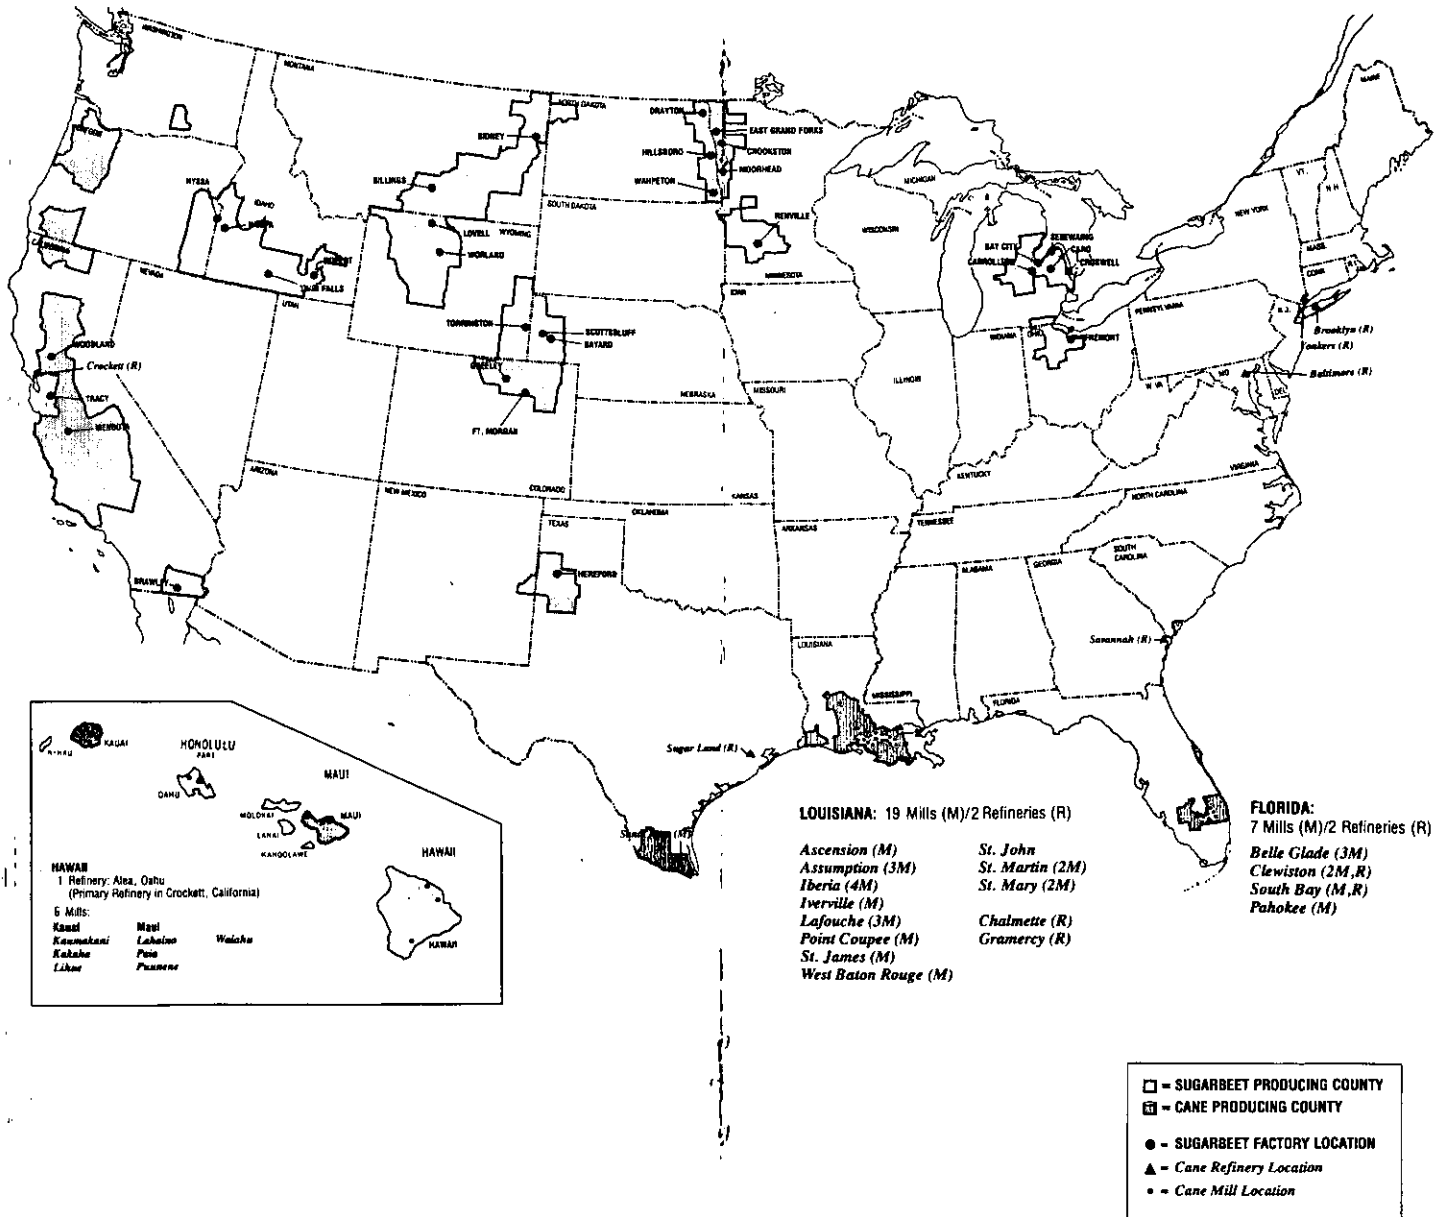 WASHINGTON
MONTANA
NORTH DAKOTA
DRAYTON
EAST GRAND FORKS
CROOKSTON
HILLSBORO
MOORHEAD
WAHPETON
SIDNEY
BILLINGS
MAINE
VT.
N H
MICHIGAN
OREGON
NYSSA
IDAHO
SOUTH DAKOTA
RENVILLE
WISCONSIN
NEW YORK
LOVELL
WYOMING
WORLAND
SEBEWAING
BAY CITY
CARO
CARROLLTON
CROSWELL
MASS.
CONN
R I
CALIFORNIA
NEVADA
TWIN FALLS
UTAH
MINNESOTA
IOWA
PENNSYLVANIA
N.J.
TORRINGTON
SCOTTSBLUFF
BAYARD
INDIANA
OHIO
FREMONT
Brooklyn (R)
Yonkers (R)
WOODLAND
Crockett (R)
GREELEY
ILLINOIS
W VA
MD
Baltimore (R)
DEL
TRACY
NEBRASKA
MISSOURI
MENDOTA
FT. MORGAN
ARIZONA
NEW MEXICO
COLORADO
KANSAS
KENTUCKY
VIRGINIA
OKLAHOMA
TEXAS
ARKANSAS
TENNESSEE
NORTH CAROLINA
SOUTH
CAROLINA
HEREFORD
ALABAMA
GEORGIA
BRAWLEY
LOUISIANA
Savannah (R)
MISSISSIPPI
FLORIDA
Sugar Land (R)
KAUAI
HONOLULU
OAHU
MAUI
MOLOKAI
LANAI
MAUI
KAHOOLAWE
HAWAII
HAWAII
HAWAII
1 Refinery: Aiea, Oahu
(Primary Refinery in Crockett, California)
6 Mills:
Kauai Maui
Kaumakani Lahaina Waialua
Kekaha Paia
Lihue Puunene
LOUISIANA: 19 Mills (M)/2 Refineries (R)
Ascension (M) St. John
Assumption (3M) St. Martin (2M)
Iberia (4M) St. Mary (2M)
Iverville (M)
Lafouche (3M) Chalmette (R)
Point Coupee (M) Gramercy (R)
St. James (M)
West Baton Rouge (M)
FLORIDA:
7 Mills (M)/2 Refineries (R)
Belle Glade (3M)
Clewiston (2M,R)
South Bay (M,R)
Pahokee (M)
= SUGARBEET PRODUCING COUNTY
= CANE PRODUCING COUNTY
= SUGARBEET FACTORY LOCATION
= Cane Refinery Location
= Cane Mill Location